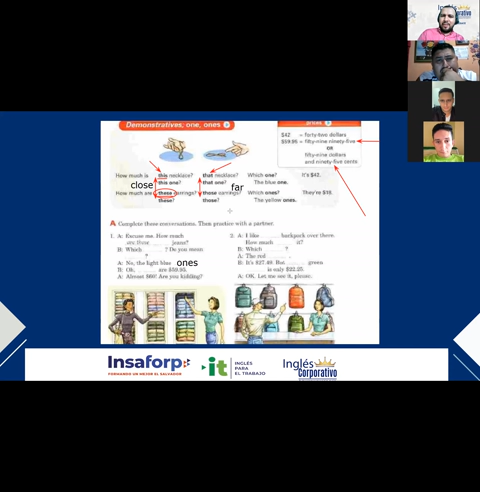 Inglés
Corporativo
Demonstratives; one, ones
$42 = forty-two dollars
$59.95 = fifty-nine ninety-five
or
fifty-nine dollars
and ninety-five cents
How much is this necklace? that necklace? Which one? It's $42.
close this one? that one? far The blue one.
How much are these earrings? those earrings? Which ones? They're $18.
these? those? The yellow ones.
A Complete these conversations. Then practice with a partner.
1. A: Excuse me. How much
are jeans?
B: Which ? Do you mean
?
A: No, the light blue ones
B: Oh, are $59.95.
A: Almost $60! Are you kidding?
2. A: I like backpack over there.
How much it?
B: Which ?
A: The red
B: It's $27.49. But green
is only $22.25.
A: OK. Let me see it, please.
Insaforp
FORMANDO UN MEJOR EL SALVADOR
it
INGLÉS
PARA
EL TRABAJO
Inglés
Corporativo